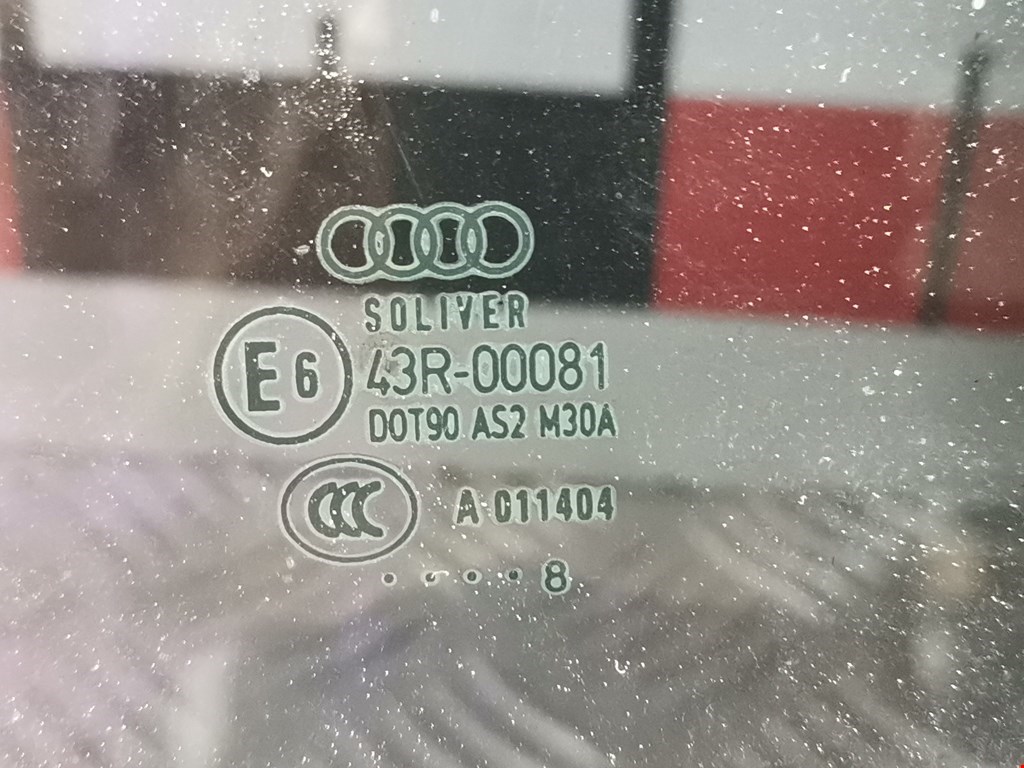 SOLIVER
E6 43R-00081
DOT90 AS2 M30A
CCC A 011404
. . . . 8